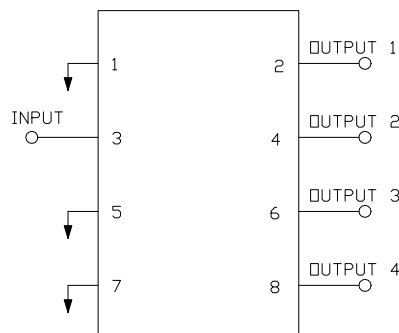 OUTPUT 1
1 2
INPUT
OUTPUT 2
3 4
OUTPUT 3
5 6
OUTPUT 4
7 8